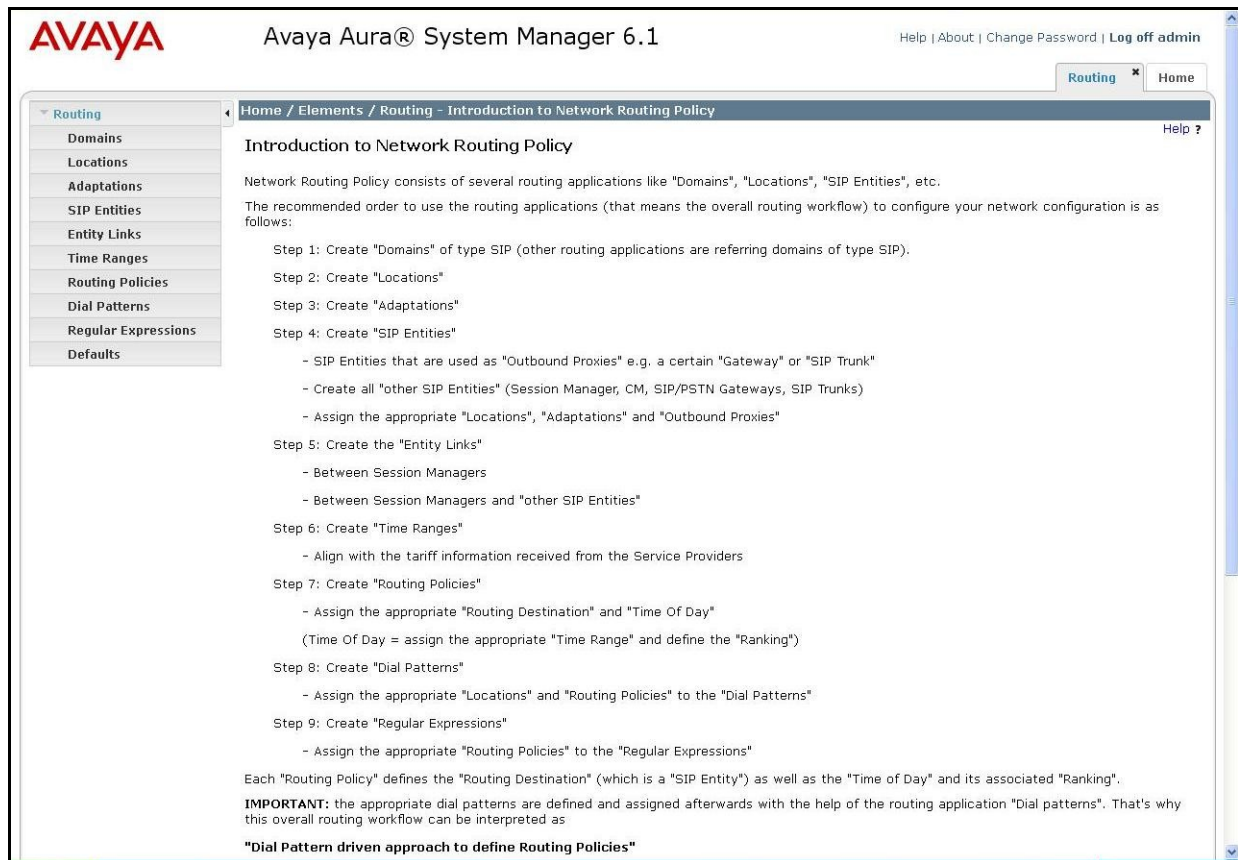 AVAYA
Avaya Aura® System Manager 6.1
Help | About | Change Password | Log off admin
Routing × Home
Routing
Domains
Locations
Adaptations
SIP Entities
Entity Links
Time Ranges
Routing Policies
Dial Patterns
Regular Expressions
Defaults
Home / Elements / Routing - Introduction to Network Routing Policy
Help ?
Introduction to Network Routing Policy
Network Routing Policy consists of several routing applications like "Domains", "Locations", "SIP Entities", etc.
The recommended order to use the routing applications (that means the overall routing workflow) to configure your network configuration is as
follows:
Step 1: Create "Domains" of type SIP (other routing applications are referring domains of type SIP).
Step 2: Create "Locations"
Step 3: Create "Adaptations"
Step 4: Create "SIP Entities"
- SIP Entities that are used as "Outbound Proxies" e.g. a certain "Gateway" or "SIP Trunk"
- Create all "other SIP Entities" (Session Manager, CM, SIP/PSTN Gateways, SIP Trunks)
- Assign the appropriate "Locations", "Adaptations" and "Outbound Proxies"
Step 5: Create the "Entity Links"
- Between Session Managers
- Between Session Managers and "other SIP Entities"
Step 6: Create "Time Ranges"
- Align with the tariff information received from the Service Providers
Step 7: Create "Routing Policies"
- Assign the appropriate "Routing Destination" and "Time Of Day"
(Time Of Day = assign the appropriate "Time Range" and define the "Ranking")
Step 8: Create "Dial Patterns"
- Assign the appropriate "Locations" and "Routing Policies" to the "Dial Patterns"
Step 9: Create "Regular Expressions"
- Assign the appropriate "Routing Policies" to the "Regular Expressions"
Each "Routing Policy" defines the "Routing Destination" (which is a "SIP Entity") as well as the "Time of Day" and its associated "Ranking".
IMPORTANT: the appropriate dial patterns are defined and assigned afterwards with the help of the routing application "Dial patterns". That's why
this overall routing workflow can be interpreted as
"Dial Pattern driven approach to define Routing Policies"